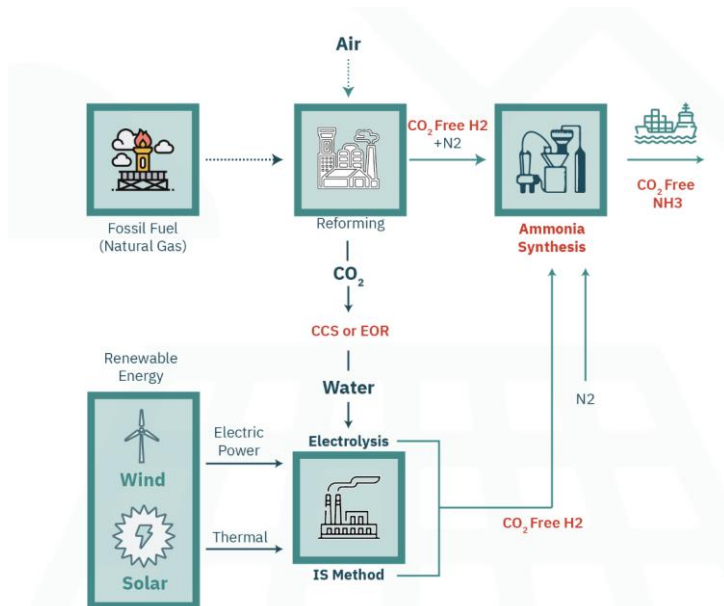 Air
CO₂ Free H2
+N2
Fossil Fuel
(Natural Gas)
Reforming
Ammonia
Synthesis
CO₂ Free
NH3
CO₂
CCS or EOR
Water
Renewable
Energy
Wind
Solar
Electric
Power
Thermal
Electrolysis
IS Method
N2
CO₂ Free H2